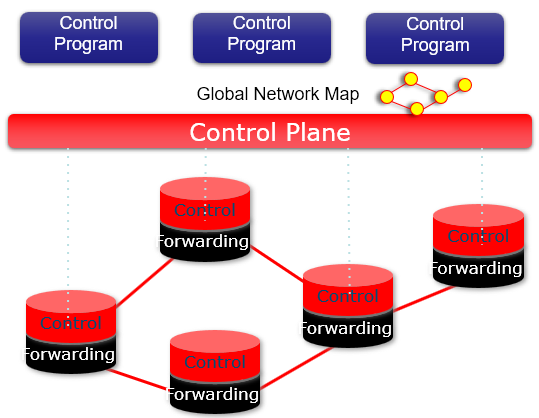 Control
Program
Control
Program
Control
Program
Global Network Map
Control Plane
Control
Forwarding
Control
Forwarding
Control
Forwarding
Control
Forwarding
Control
Forwarding